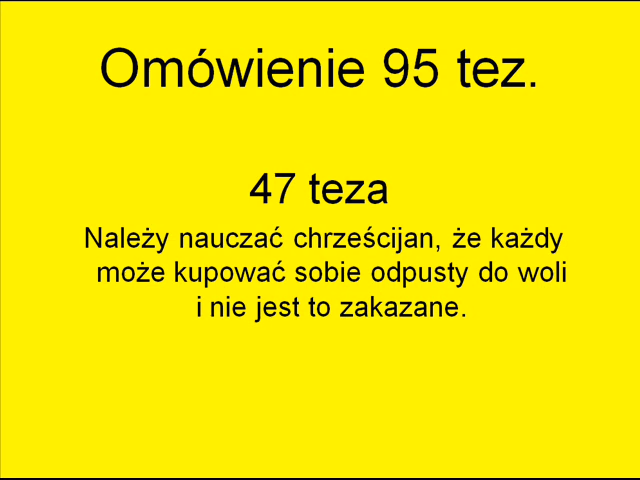 Omówienie 95 tez.
47 teza
Należy nauczać chrześcijan, że każdy
może kupować sobie odpusty do woli
i nie jest to zakazane.